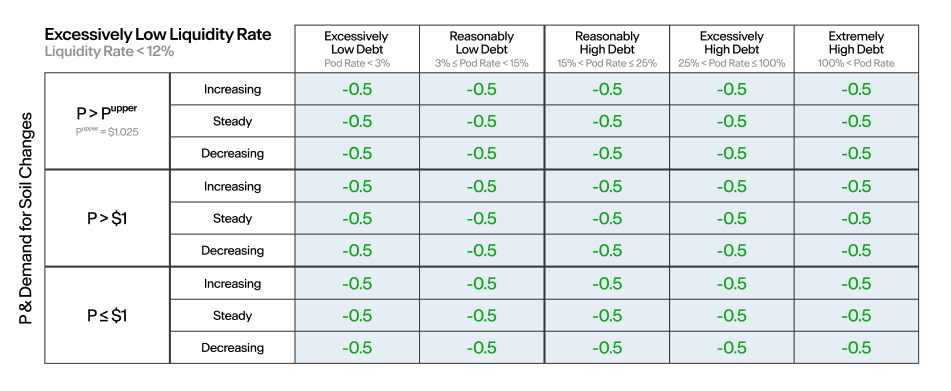 Excessively Low Liquidity Rate
Liquidity Rate < 12%
Excessively Low Debt Pod Rate < 3%
Reasonably Low Debt 3% ≤ Pod Rate < 15%
Reasonably High Debt 15% < Pod Rate ≤ 25%
Excessively High Debt 25% < Pod Rate ≤ 100%
Extremely High Debt 100% < Pod Rate
P & Demand for Soil Changes
P > Pupper
Pupper = $1.025
Increasing -0.5 -0.5 -0.5 -0.5 -0.5
Steady -0.5 -0.5 -0.5 -0.5 -0.5
Decreasing -0.5 -0.5 -0.5 -0.5 -0.5
P > $1
Increasing -0.5 -0.5 -0.5 -0.5 -0.5
Steady -0.5 -0.5 -0.5 -0.5 -0.5
Decreasing -0.5 -0.5 -0.5 -0.5 -0.5
P ≤ $1
Increasing -0.5 -0.5 -0.5 -0.5 -0.5
Steady -0.5 -0.5 -0.5 -0.5 -0.5
Decreasing -0.5 -0.5 -0.5 -0.5 -0.5